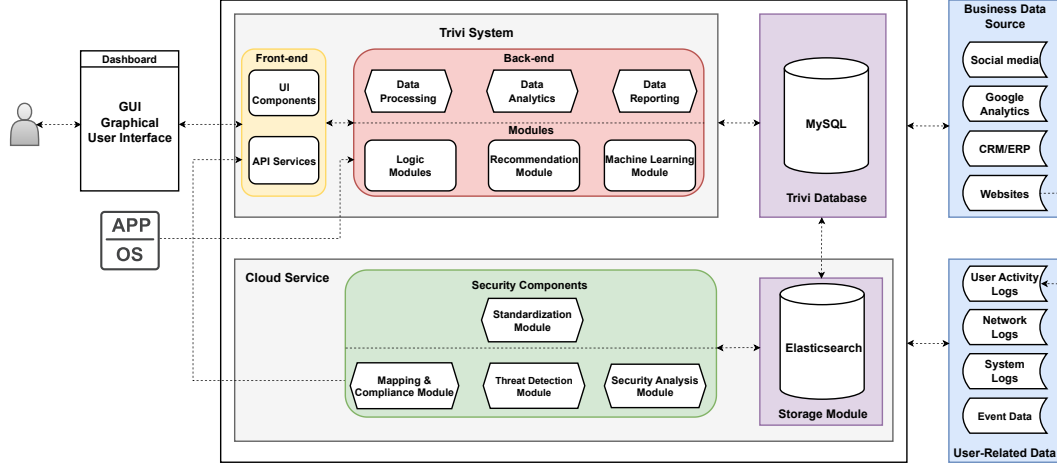 Dashboard
GUI
Graphical
User Interface
APP
OS
Trivi System
Front-end
UI
Components
API Services
Back-end
Data
Processing
Data
Analytics
Data
Reporting
Modules
Logic
Modules
Recommendation
Module
Machine Learning
Module
MySQL
Trivi Database
Cloud Service
Security Components
Standardization
Module
Mapping &
Compliance Module
Threat Detection
Module
Security Analysis
Module
Elasticsearch
Storage Module
Business Data
Source
Social media
Google
Analytics
CRM/ERP
Websites
User Activity
Logs
Network
Logs
System
Logs
Event Data
User-Related Data